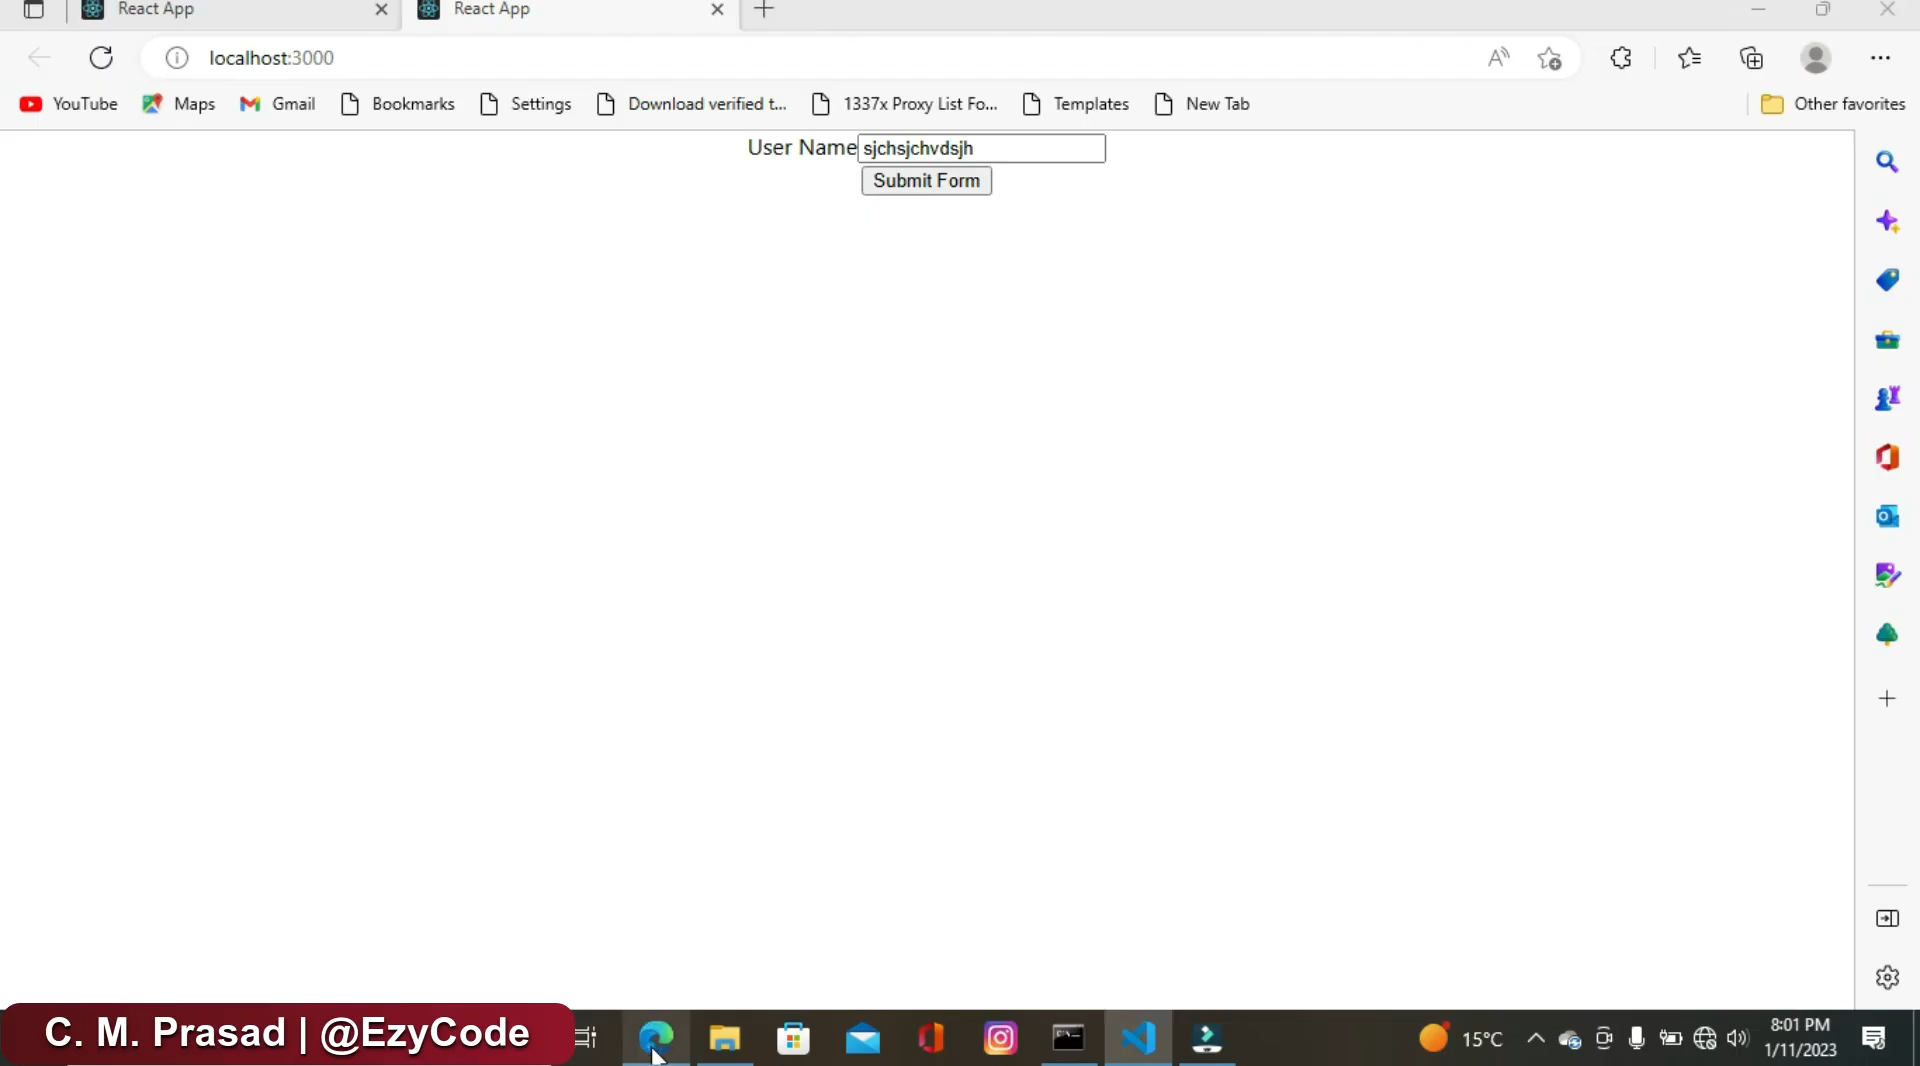 React App
React App
localhost:3000
YouTube Maps Gmail Bookmarks Settings Download verified t... 1337x Proxy List Fo... Templates New Tab Other favorites
User Name sjchsjchvdsjh
Submit Form
C. M. Prasad | @EzyCode
15°C
8:01 PM
1/11/2023